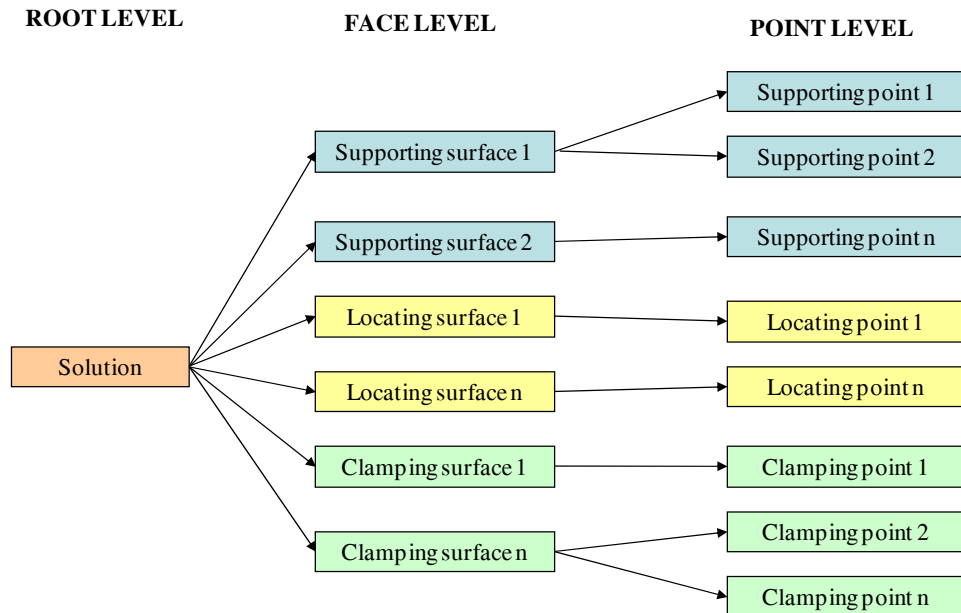 ROOT LEVEL
FACE LEVEL
POINT LEVEL
Supporting point 1
Supporting surface 1
Supporting point 2
Supporting surface 2
Supporting point n
Locating surface 1
Locating point 1
Solution
Locating surface n
Locating point n
Clamping surface 1
Clamping point 1
Clamping point 2
Clamping surface n
Clamping point n